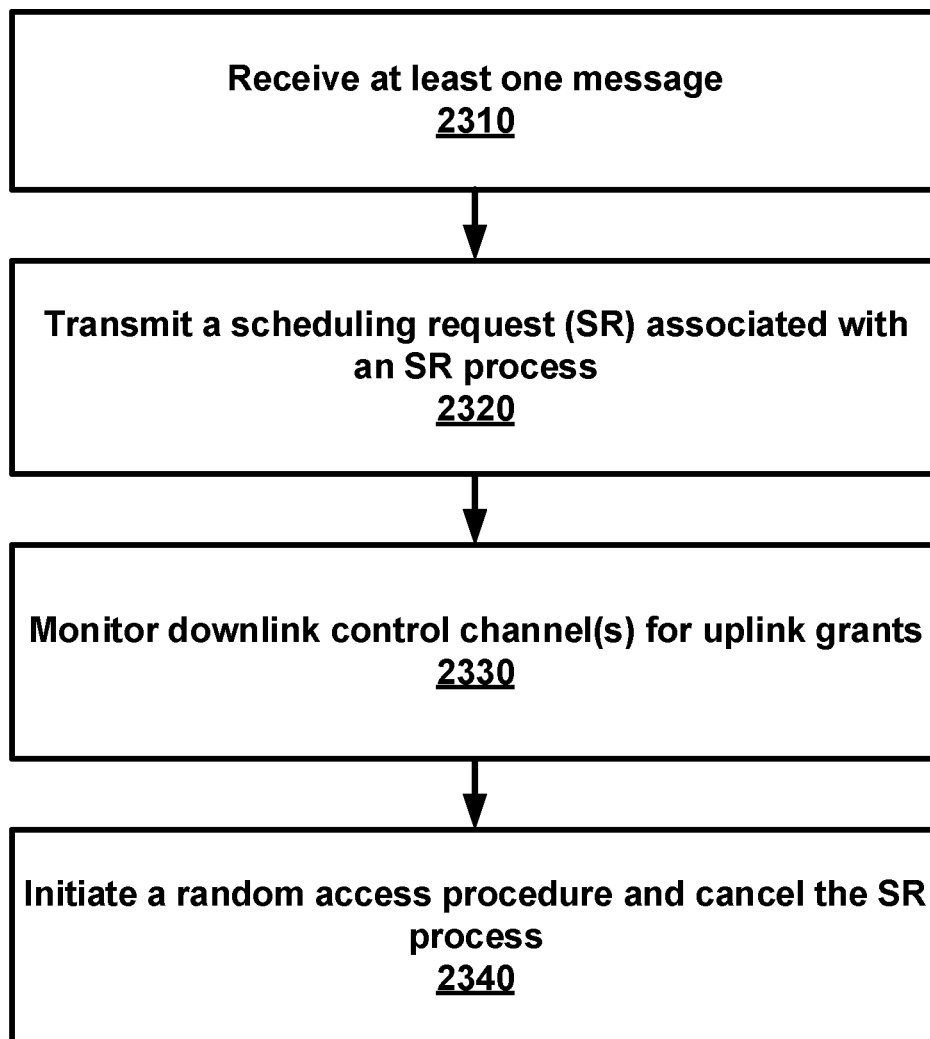 Receive at least one message
2310
Transmit a scheduling request (SR) associated with
an SR process
2320
Monitor downlink control channel(s) for uplink grants
2330
Initiate a random access procedure and cancel the SR
process
2340